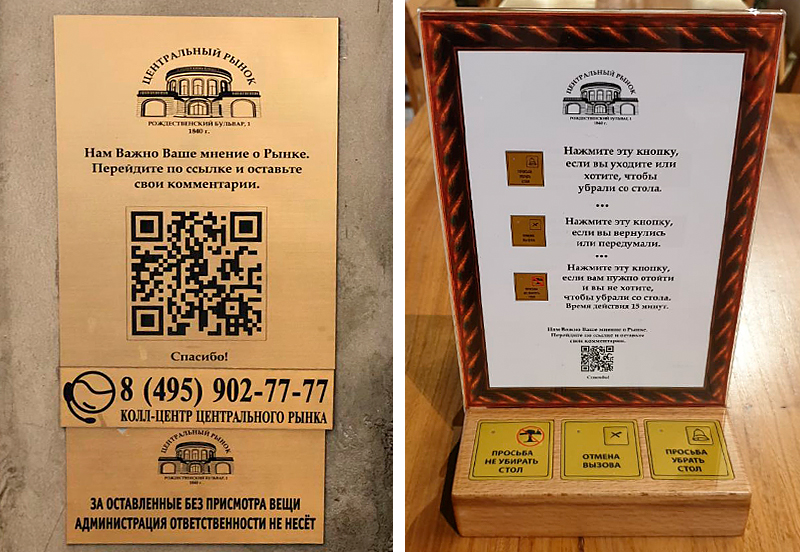 ЦЕНТРАЛЬНЫЙ РЫНОК
РОЖДЕСТВЕНСКИЙ БУЛЬВАР, 1
1840 г.
Нам Важно Ваше мнение о Рынке.
Перейдите по ссылке и оставьте
свои комментарии.
Спасибо!
8 (495) 902-77-77
КОЛЛ-ЦЕНТР ЦЕНТРАЛЬНОГО РЫНКА
ЦЕНТРАЛЬНЫЙ РЫНОК
РОЖДЕСТВЕНСКИЙ БУЛЬВАР, 1
1840 г.
ЗА ОСТАВЛЕННЫЕ БЕЗ ПРИСМОТРА ВЕЩИ
АДМИНИСТРАЦИЯ ОТВЕТСТВЕННОСТИ НЕ НЕСЁТ
ЦЕНТРАЛЬНЫЙ РЫНОК
РОЖДЕСТВЕНСКИЙ БУЛЬВАР, 1
1840 г.
Нажмите эту кнопку,
если вы уходите или
хотите, чтобы
убрали со стола.
•••
Нажмите эту кнопку,
если вы вернулись
или передумали.
•••
Нажмите эту кнопку,
если вам нужно отойти
и вы не хотите,
чтобы убрали со стола.
Время действия 15 минут.
Нам Важно Ваше мнение о Рынке.
Перейдите по ссылке и оставьте
свои комментарии.
Спасибо!
ПРОСЬБА
НЕ УБИРАТЬ
СТОЛ
ОТМЕНА
ВЫЗОВА
ПРОСЬБА
УБРАТЬ
СТОЛ